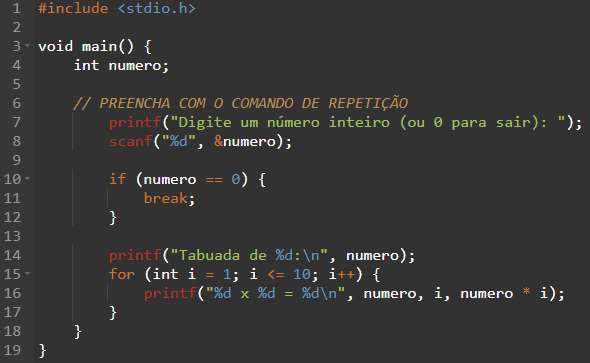 1 #include <stdio.h>
2
3 void main() {
4     int numero;
5
6     // PREENCHA COM O COMANDO DE REPETIÇÃO
7         printf("Digite um número inteiro (ou 0 para sair): ");
8         scanf("%d", &numero);
9
10         if (numero == 0) {
11             break;
12         }
13
14         printf("Tabuada de %d:\n", numero);
15         for (int i = 1; i <= 10; i++) {
16             printf("%d x %d = %d\n", numero, i, numero * i);
17         }
18     }
19 }